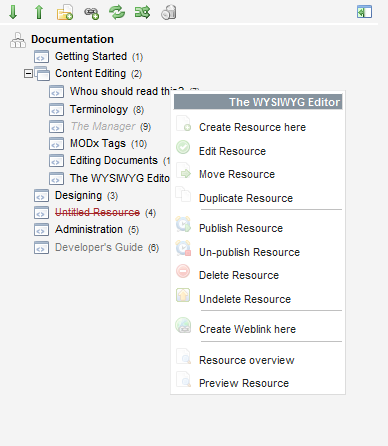 Documentation
Getting Started (1)
Content Editing (2)
Whou should read this? (7)
Terminology (8)
The Manager (9)
MODx Tags (10)
Editing Documents (1
The WYSIWYG Edito
Designing (3)
Untitled Resource (4)
Administration (5)
Developer's Guide (6)
The WYSIWYG Editor
Create Resource here
Edit Resource
Move Resource
Duplicate Resource
Publish Resource
Un-publish Resource
Delete Resource
Undelete Resource
Create Weblink here
Resource overview
Preview Resource